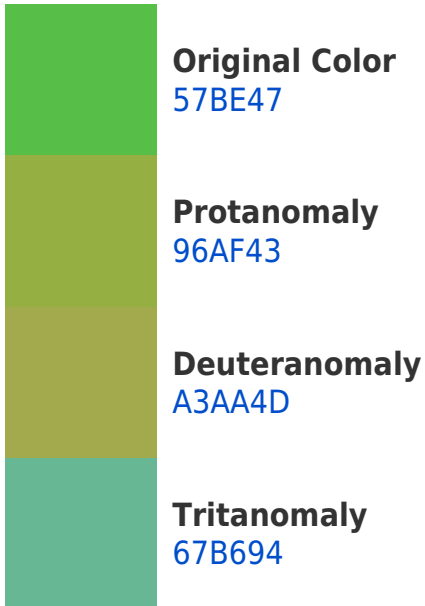 Original Color
57BE47
Protanomaly
96AF43
Deuteranomaly
A3AA4D
Tritanomaly
67B694